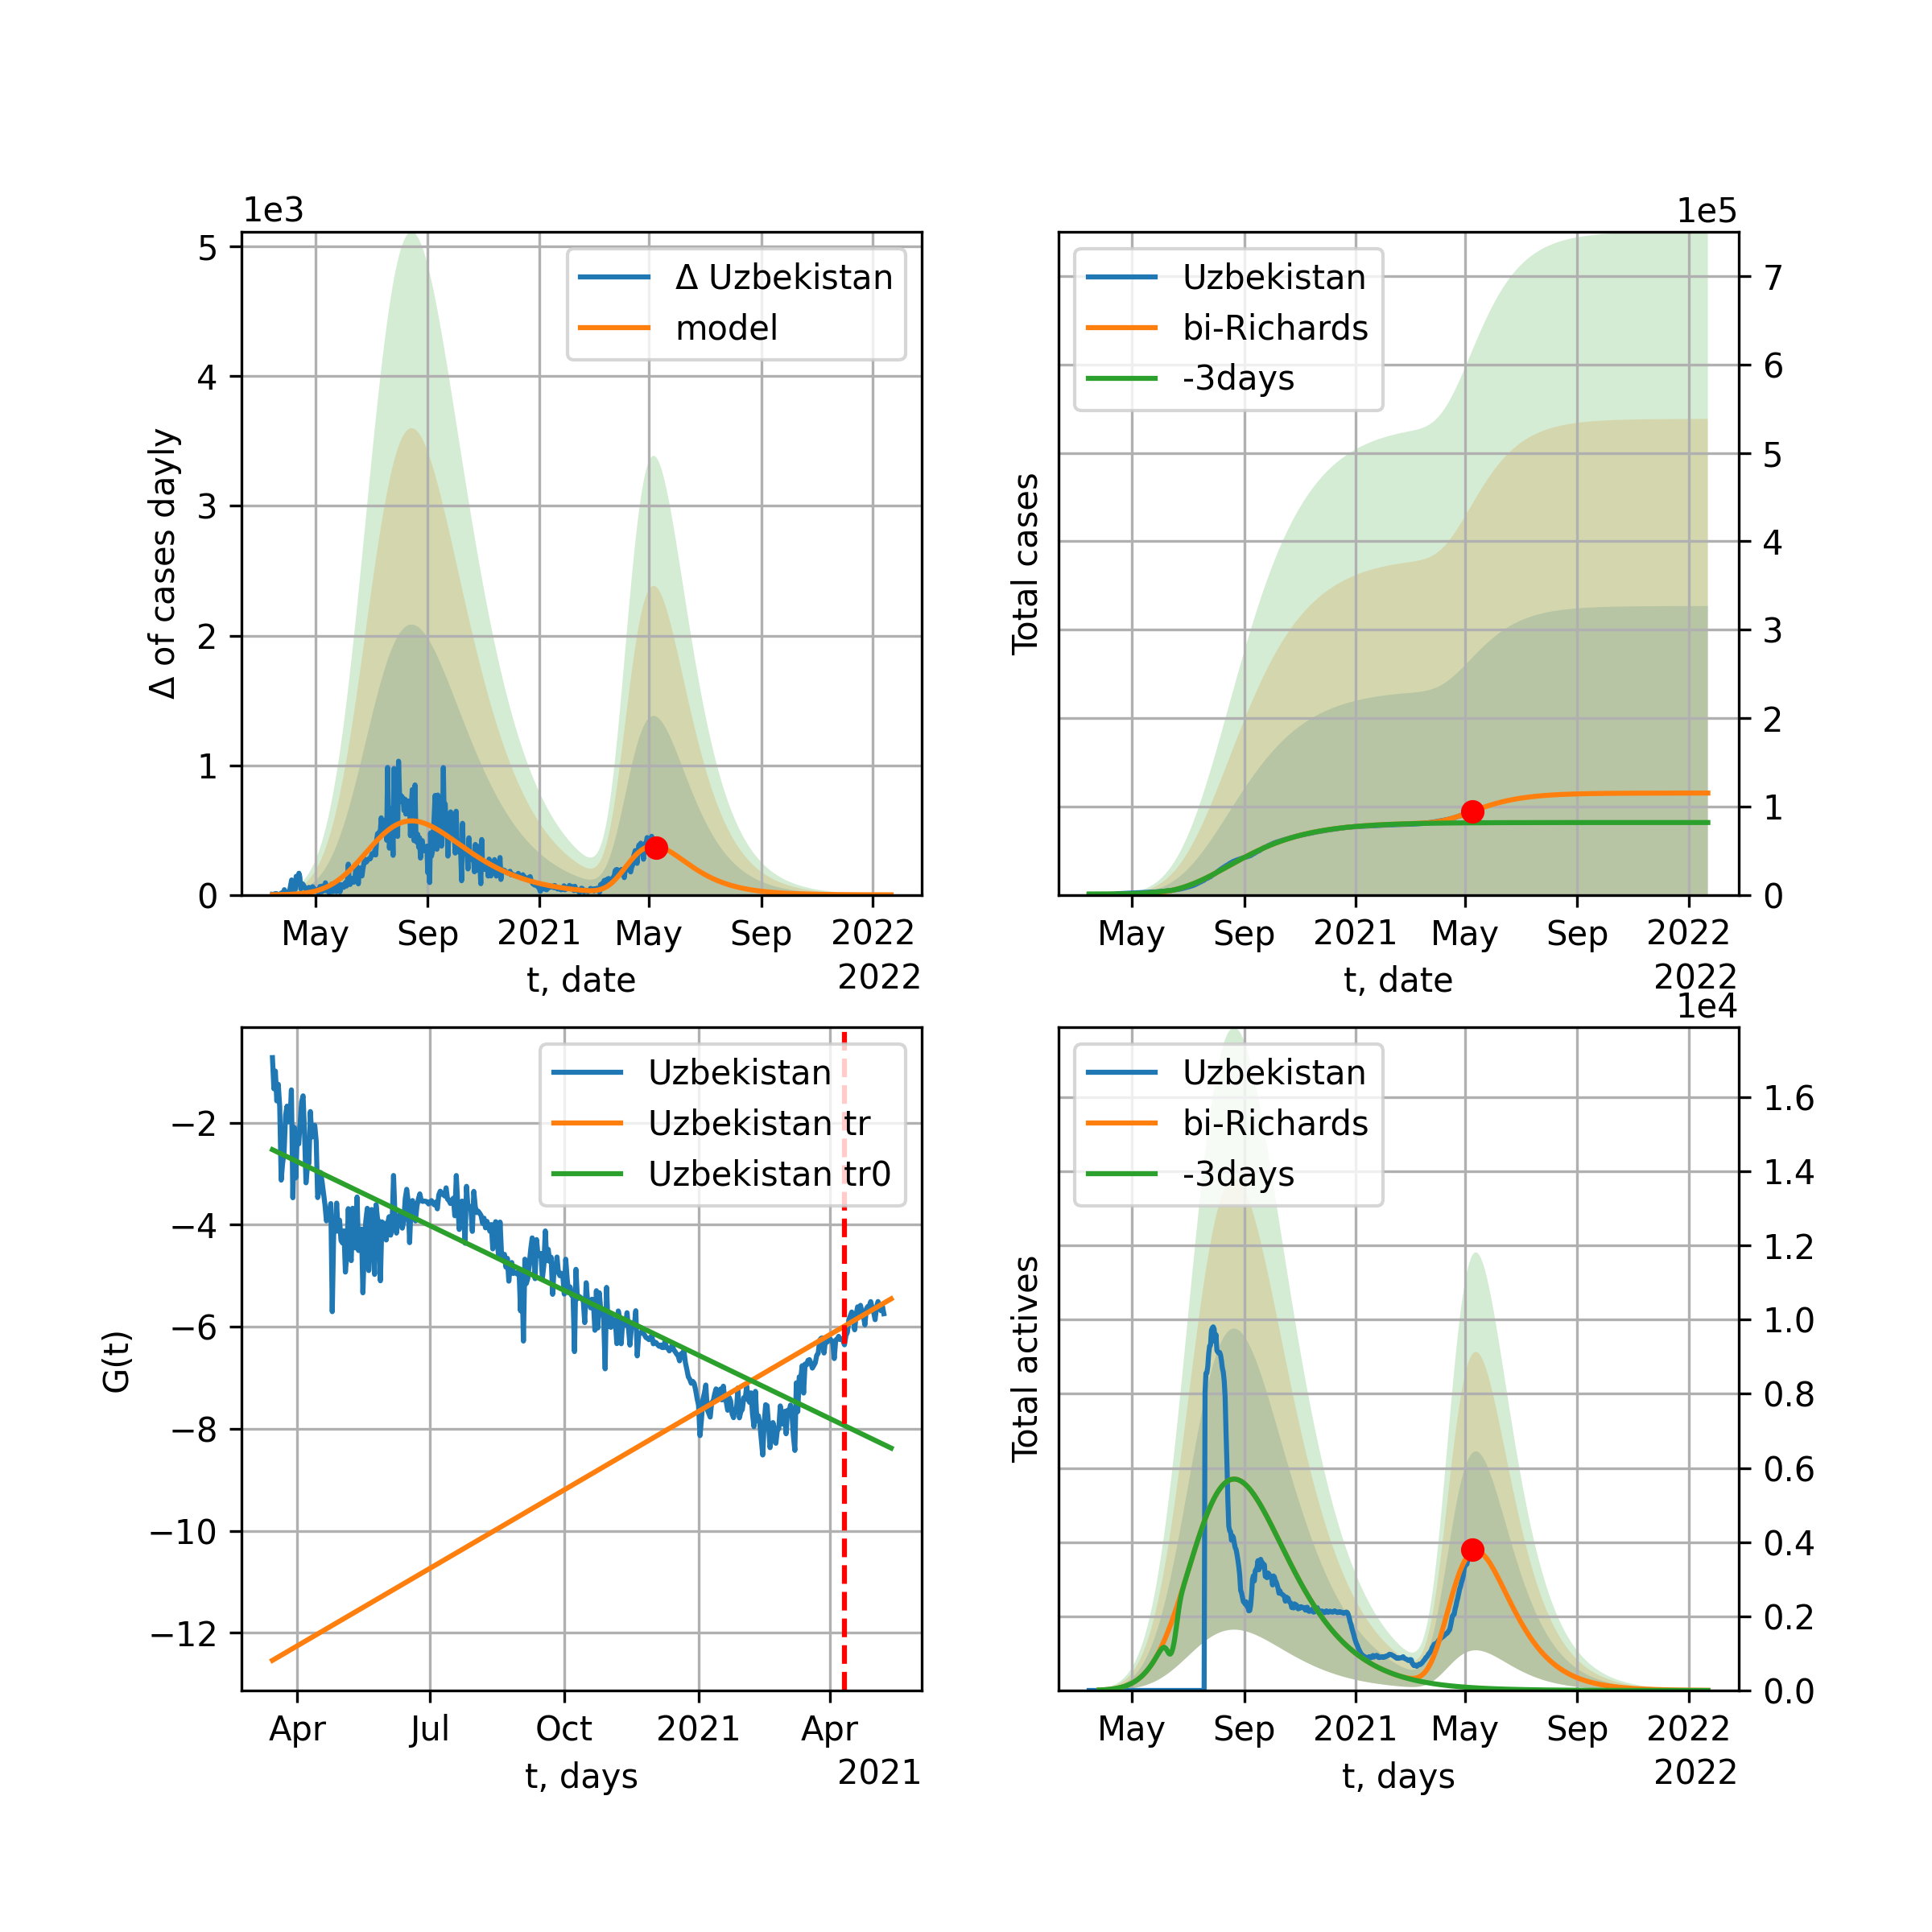 1e3
5
4
3
2
1
0
Δ of cases dayly
Δ Uzbekistan
model
May Sep 2021 May Sep 2022
t, date
2022
1e5
Total cases
Uzbekistan
bi-Richards
-3days
7
6
5
4
3
2
1
0
May Sep 2021 May Sep 2022
t, date
2022
G(t)
−2
−4
−6
−8
−10
−12
Uzbekistan
Uzbekistan tr
Uzbekistan tr0
Apr Jul Oct 2021 Apr
t, days
2021
1e4
Total actives
Uzbekistan
bi-Richards
-3days
1.6
1.4
1.2
1.0
0.8
0.6
0.4
0.2
0.0
May Sep 2021 May Sep 2022
t, days
2022